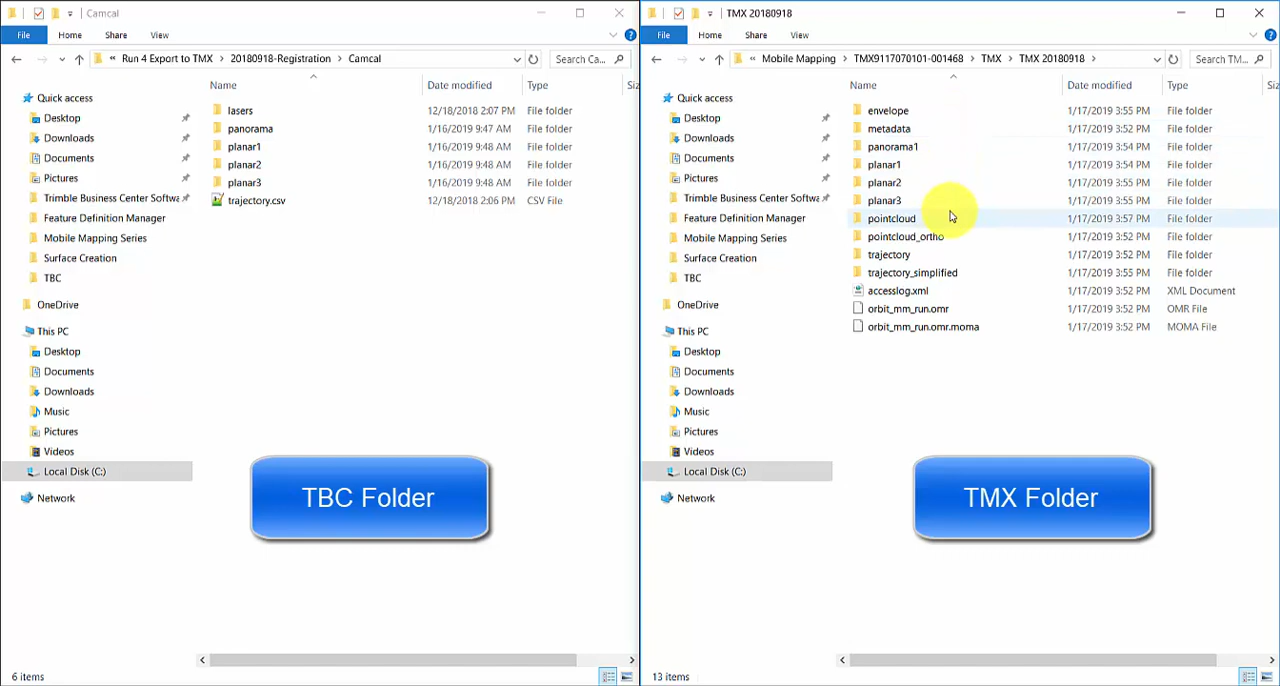 Camcal
File Home Share View
« Run 4 Export to TMX > 20180918-Registration > Camcal
Search Ca...
Name Date modified Type Siz
Quick access
Desktop
Downloads
Documents
Pictures
Trimble Business Center Softwa
Feature Definition Manager
Mobile Mapping Series
Surface Creation
TBC
OneDrive
This PC
Desktop
Documents
Downloads
Music
Pictures
Videos
Local Disk (C:)
Network
lasers 12/18/2018 2:07 PM File folder
panorama 1/16/2019 9:47 AM File folder
planar1 1/16/2019 9:48 AM File folder
planar2 1/16/2019 9:48 AM File folder
planar3 1/16/2019 9:48 AM File folder
trajectory.csv 12/18/2018 2:06 PM CSV File
TBC Folder
6 items
TMX 20180918
File Home Share View
« Mobile Mapping > TMX9117070101-001468 > TMX > TMX 20180918 >
Search TM...
Name Date modified Type Siz
Quick access
Desktop
Downloads
Documents
Pictures
Trimble Business Center Softwa
Feature Definition Manager
Mobile Mapping Series
Surface Creation
TBC
OneDrive
This PC
Desktop
Documents
Downloads
Music
Pictures
Videos
Local Disk (C:)
Network
envelope 1/17/2019 3:55 PM File folder
metadata 1/17/2019 3:52 PM File folder
panorama1 1/17/2019 3:54 PM File folder
planar1 1/17/2019 3:54 PM File folder
planar2 1/17/2019 3:55 PM File folder
planar3 1/17/2019 3:55 PM File folder
pointcloud 1/17/2019 3:57 PM File folder
pointcloud_ortho 1/17/2019 3:52 PM File folder
trajectory 1/17/2019 3:52 PM File folder
trajectory_simplified 1/17/2019 3:55 PM File folder
accesslog.xml 1/17/2019 3:52 PM XML Document
orbit_mm_run.omr 1/17/2019 3:52 PM OMR File
orbit_mm_run.omr.moma 1/17/2019 3:52 PM MOMA File
TMX Folder
13 items